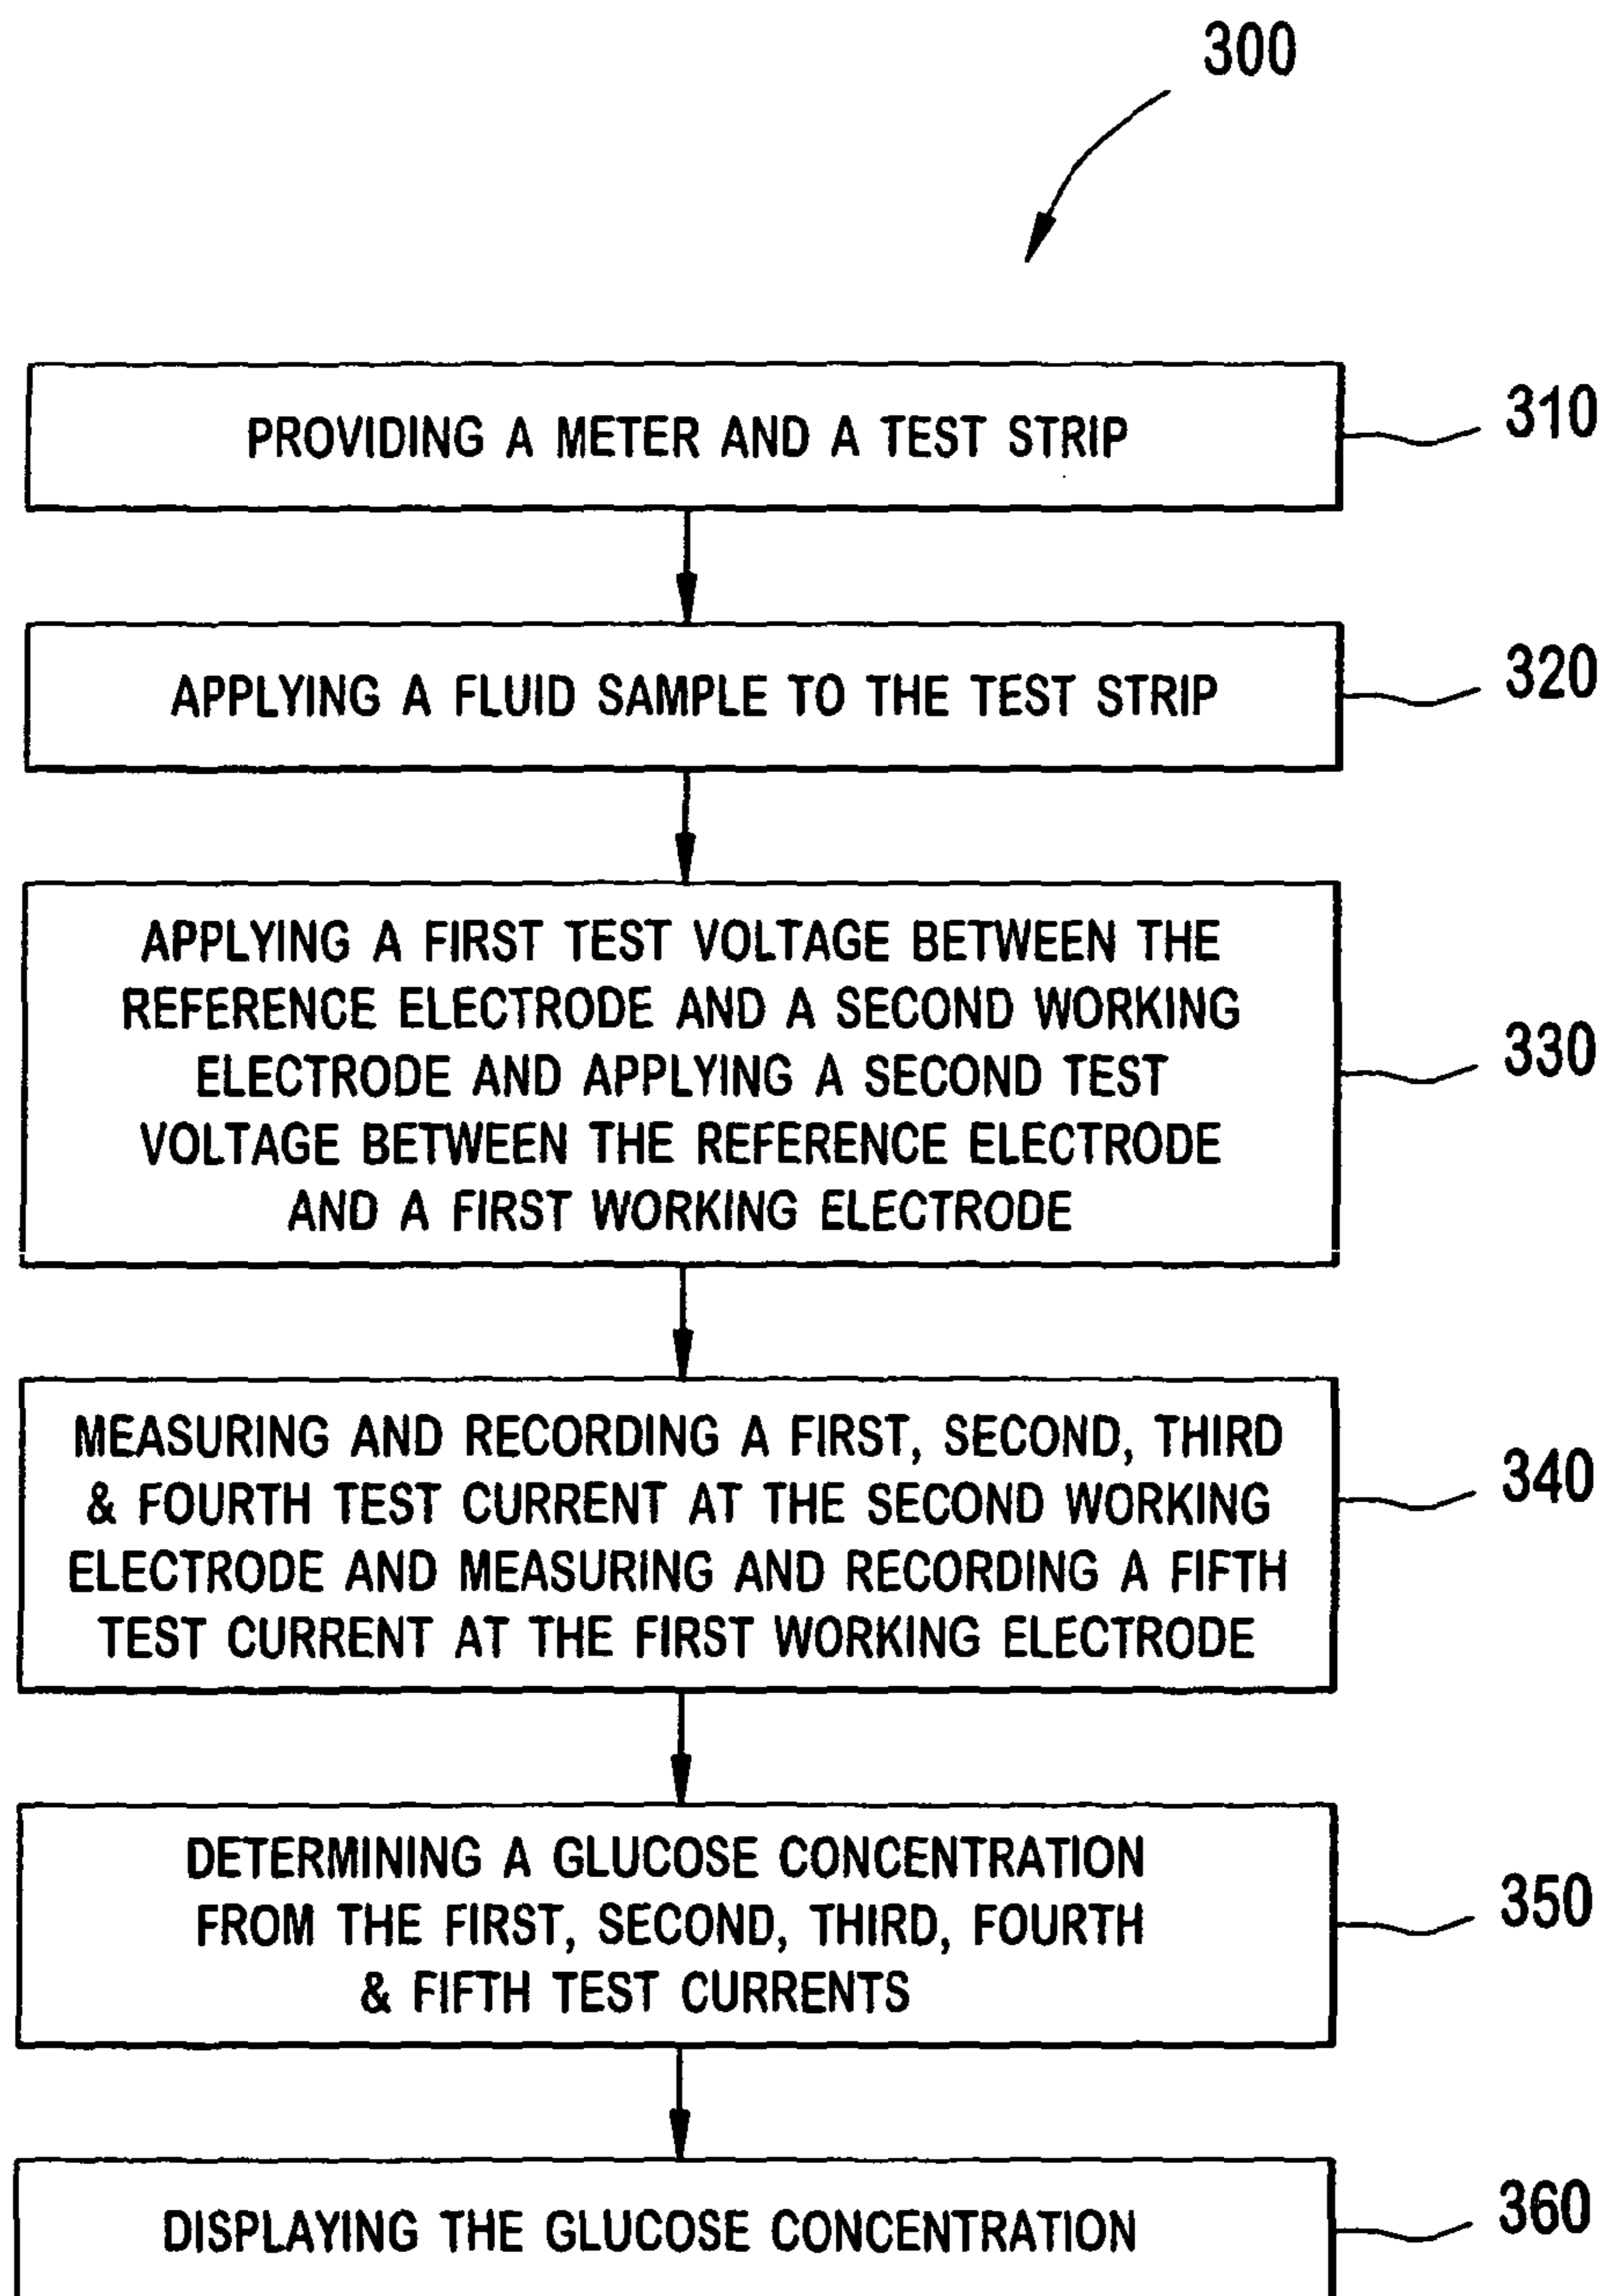 300
PROVIDING A METER AND A TEST STRIP
310
APPLYING A FLUID SAMPLE TO THE TEST STRIP
320
APPLYING A FIRST TEST VOLTAGE BETWEEN THE
REFERENCE ELECTRODE AND A SECOND WORKING
ELECTRODE AND APPLYING A SECOND TEST
VOLTAGE BETWEEN THE REFERENCE ELECTRODE
AND A FIRST WORKING ELECTRODE
330
MEASURING AND RECORDING A FIRST, SECOND, THIRD
& FOURTH TEST CURRENT AT THE SECOND WORKING
ELECTRODE AND MEASURING AND RECORDING A FIFTH
TEST CURRENT AT THE FIRST WORKING ELECTRODE
340
DETERMINING A GLUCOSE CONCENTRATION
FROM THE FIRST, SECOND, THIRD, FOURTH
& FIFTH TEST CURRENTS
350
DISPLAYING THE GLUCOSE CONCENTRATION
360